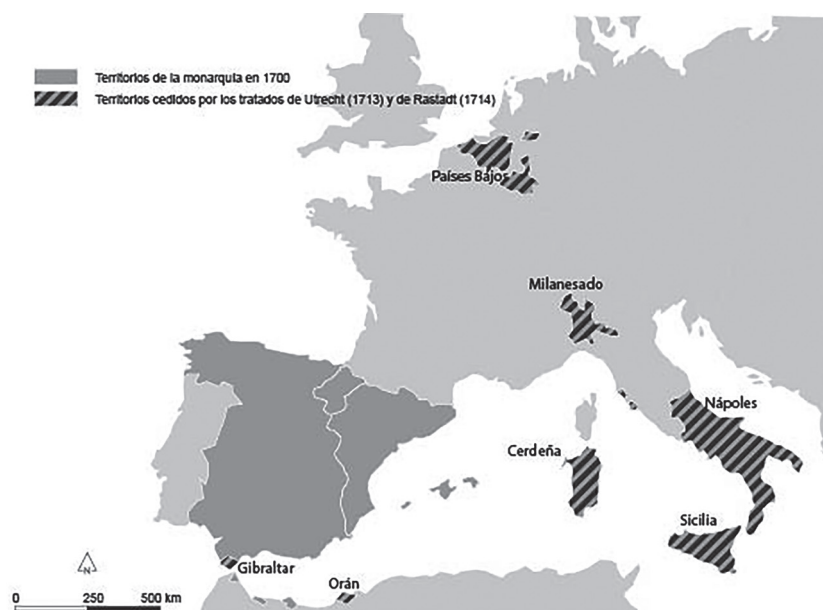 Territorios de la monarquía en 1700
Territorios cedidos por los tratados de Utrecht (1713) y de Rastadt (1714)
Países Bajos
Milanesado
Nápoles
Cerdeña
Sicilia
Gibraltar
Orán
N
0 250 500 km